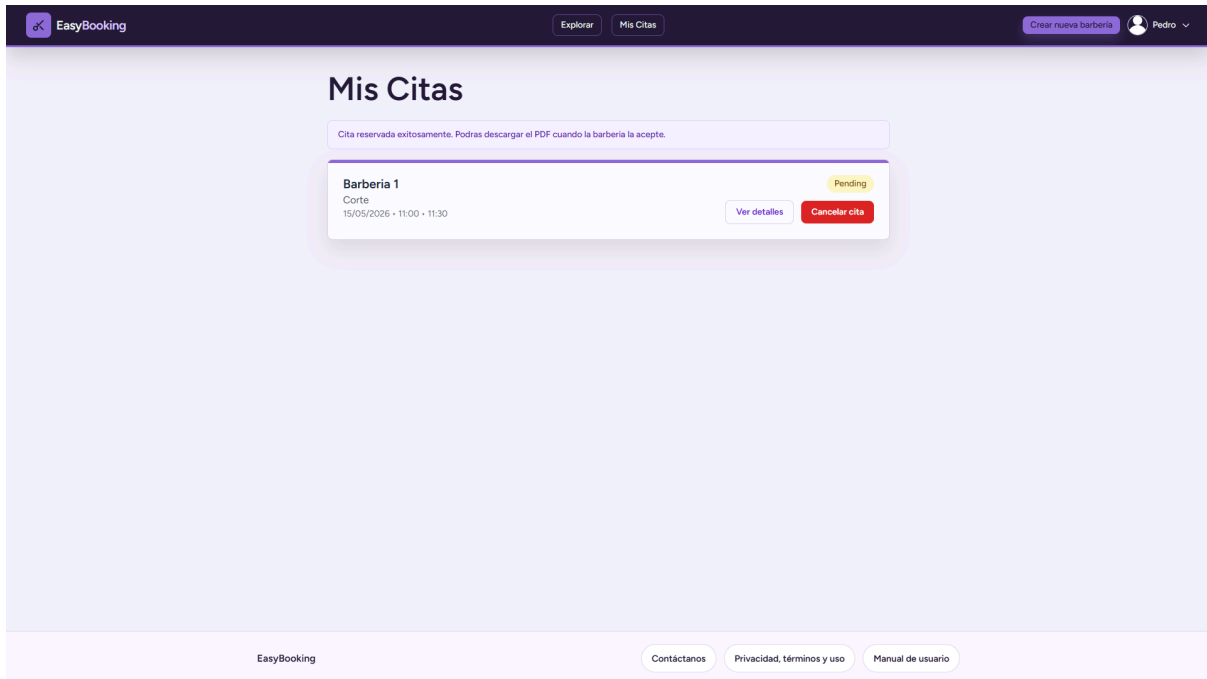 EasyBooking
Explorar
Mis Citas
Crear nueva barbería
Pedro
Mis Citas
Cita reservada exitosamente. Podras descargar el PDF cuando la barberia la acepte.
Barberia 1
Pending
Corte
15/05/2026 • 11:00 • 11:30
Ver detalles
Cancelar cita
EasyBooking
Contáctanos
Privacidad, términos y uso
Manual de usuario